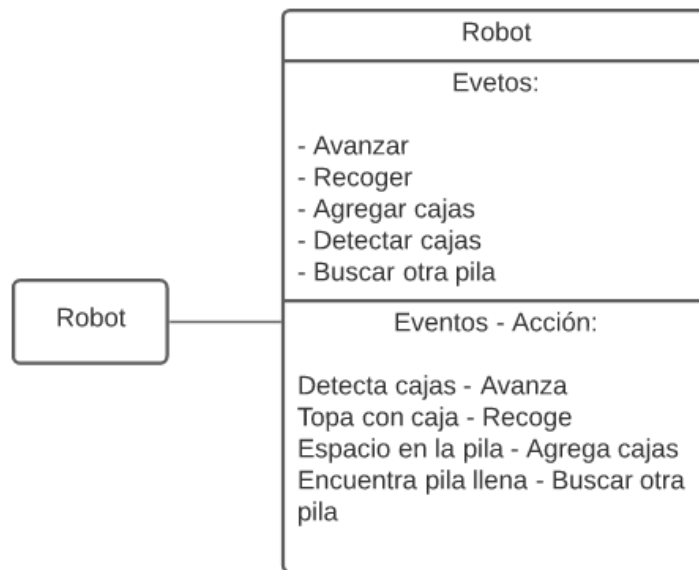 Robot
Robot
Evetos:
- Avanzar
- Recoger
- Agregar cajas
- Detectar cajas
- Buscar otra pila
Eventos - Acción:
Detecta cajas - Avanza
Topa con caja - Recoge
Espacio en la pila - Agrega cajas
Encuentra pila llena - Buscar otra
pila